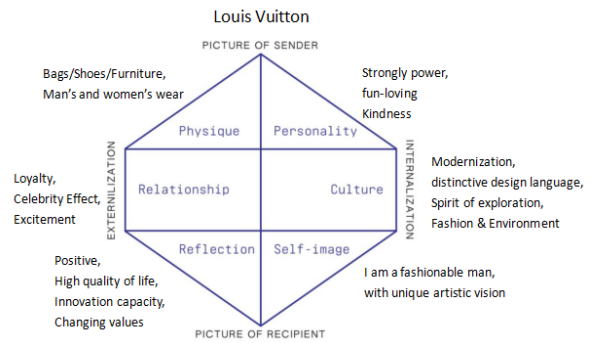 Louis Vuitton
PICTURE OF SENDER
Bags/Shoes/Furniture,
Man's and women's wear
Strongly power,
fun-loving
Kindness
Physique
Personality
EXTERNILIZATION
INTERNALIZATION
Loyalty,
Celebrity Effect,
Excitement
Relationship
Culture
Modernization,
distinctive design language,
Spirit of exploration,
Fashion & Environment
Reflection
Self-image
Positive,
High quality of life,
Innovation capacity,
Changing values
I am a fashionable man,
with unique artistic vision
PICTURE OF RECIPIENT